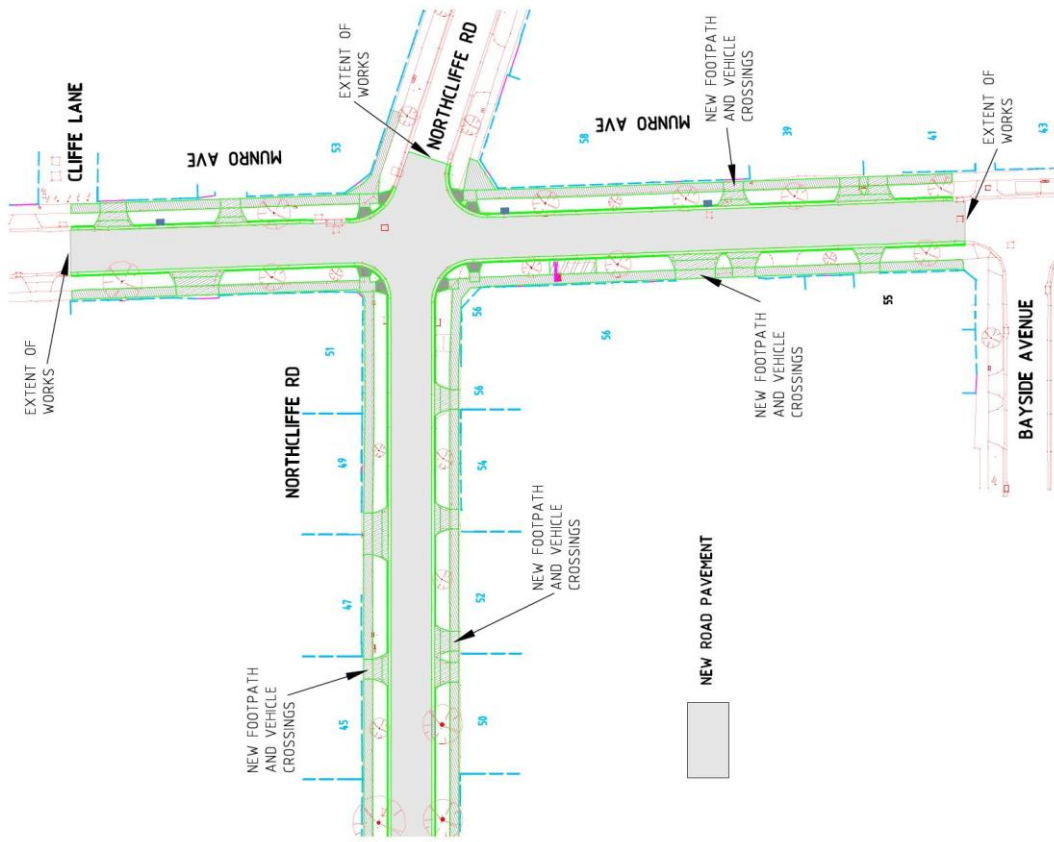 EXTENT OF
WORKS
CLIFFE LANE
MUNRO AVE
53
EXTENT OF
WORKS
NORTHCLIFFE RD
58
MUNRO AVE
NEW FOOTPATH
AND VEHICLE
CROSSINGS
39
41
EXTENT OF
WORKS
43
NORTHCLIFFE RD
51
49
47
45
NEW FOOTPATH
AND VEHICLE
CROSSINGS
56
56
56
54
52
50
NEW FOOTPATH
AND VEHICLE
CROSSINGS
NEW FOOTPATH
AND VEHICLE
CROSSINGS
55
BAYSIDE AVENUE
NEW ROAD PAVEMENT